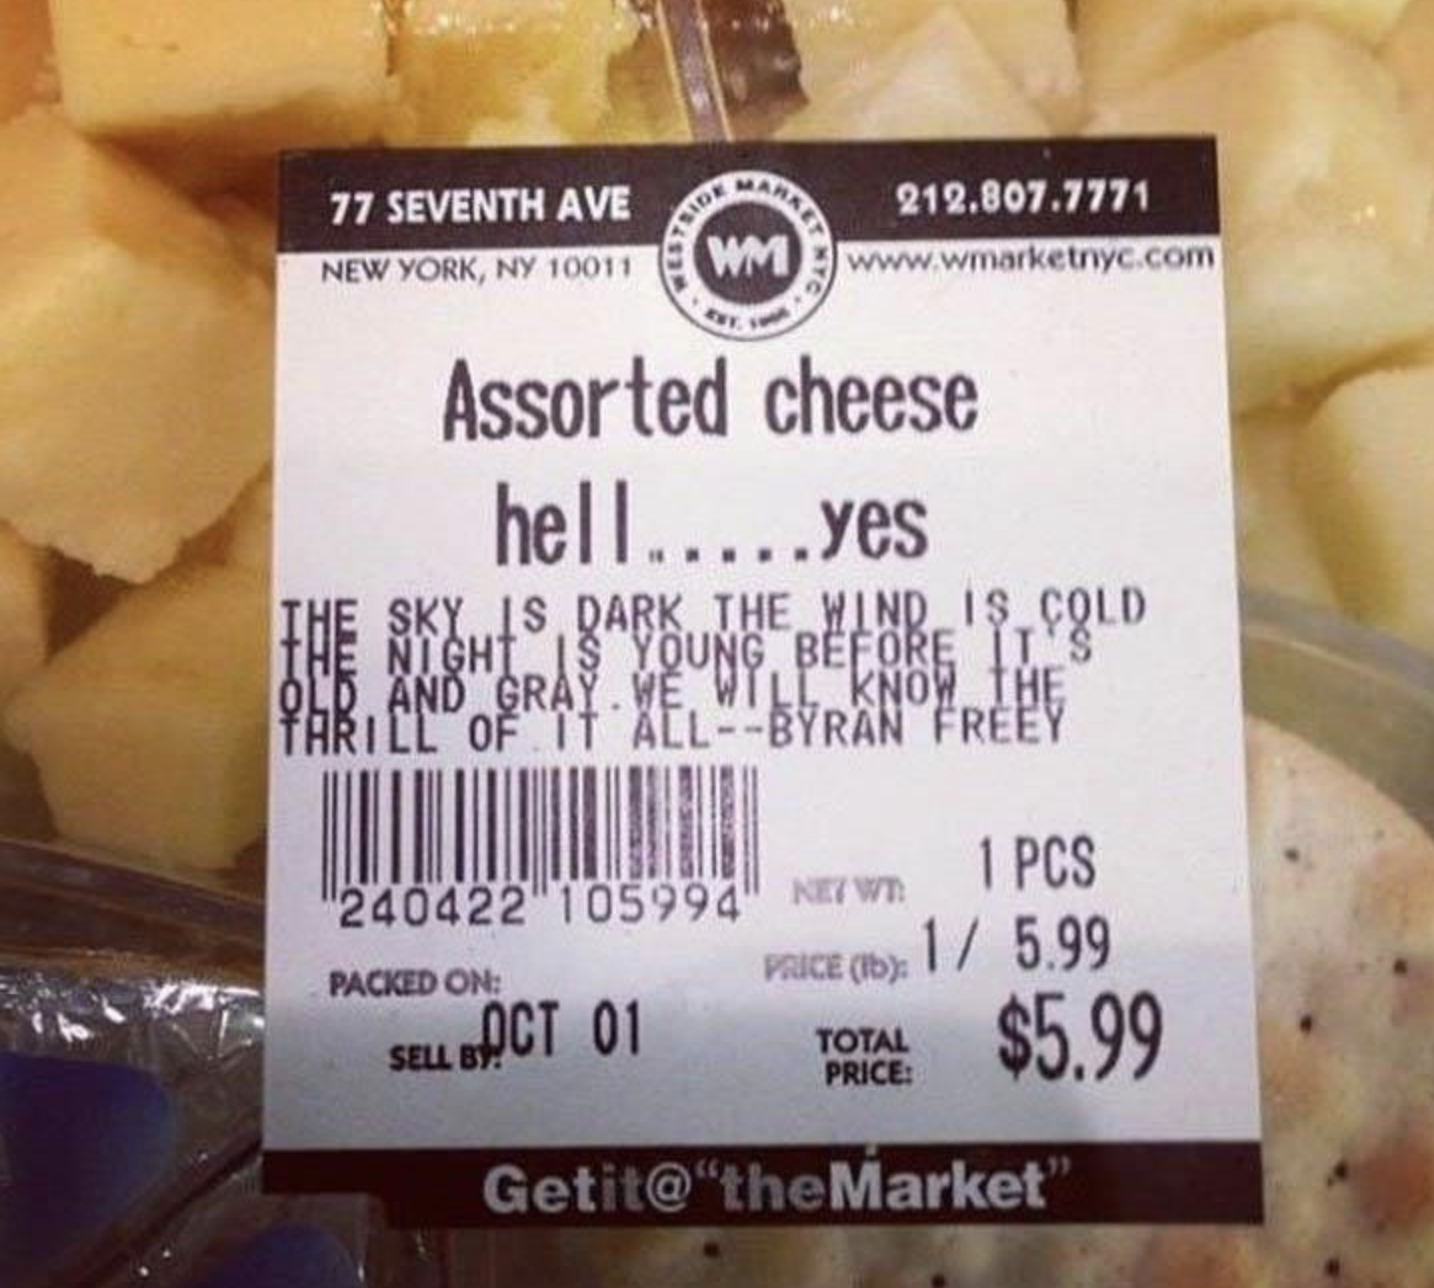 77 SEVENTH AVE
NEW YORK, NY 10011
WESTSIDE MARKET NYC
WM
212.807.7771
www.wmarketnyc.com
Assorted cheese
hell.....yes
THE SKY IS DARK THE WIND IS COLD
THE NIGHT IS YOUNG BEFORE IT'S
OLD AND GRAY.WE WILL KNOW THE
THRILL OF IT ALL--BYRAN FREEY
240422 105994
NET WT: 1 PCS
PRICE (lb): 1/ 5.99
PACKED ON:
SELL BY: OCT 01
TOTAL PRICE: $5.99
Getit@“theMarket”